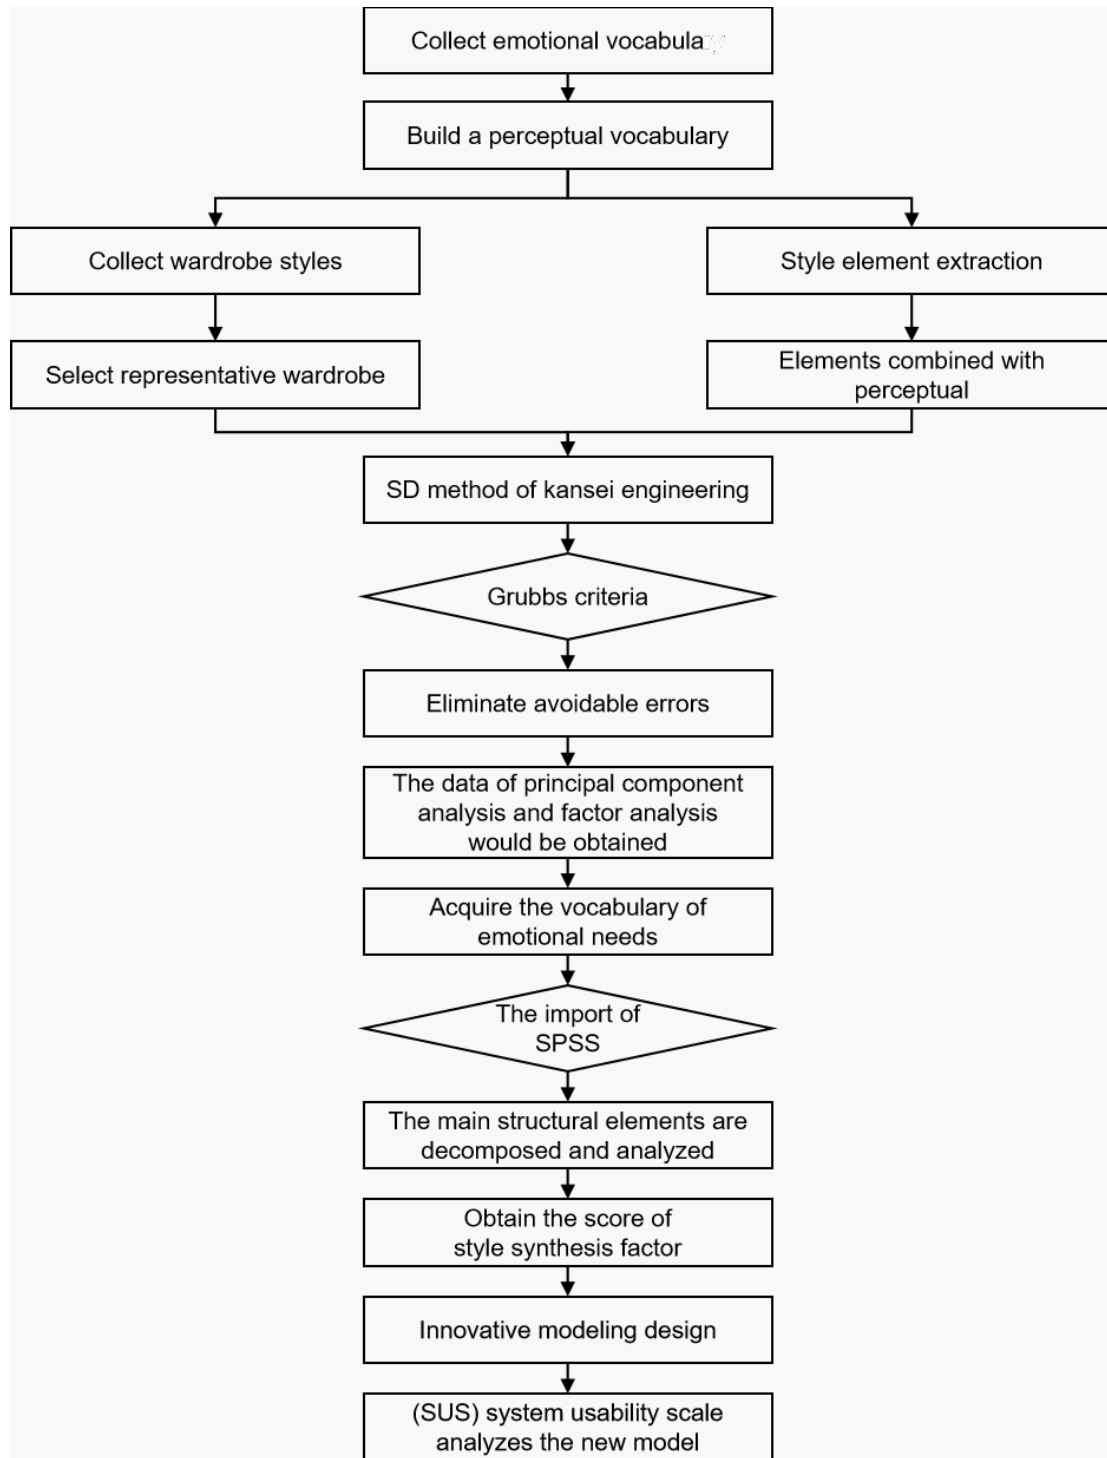 Collect emotional vocabulary
Build a perceptual vocabulary
Collect wardrobe styles
Style element extraction
Select representative wardrobe
Elements combined with
perceptual
SD method of kansei engineering
Grubbs criteria
Eliminate avoidable errors
The data of principal component
analysis and factor analysis
would be obtained
Acquire the vocabulary of
emotional needs
The import of
SPSS
The main structural elements are
decomposed and analyzed
Obtain the score of
style synthesis factor
Innovative modeling design
(SUS) system usability scale
analyzes the new model